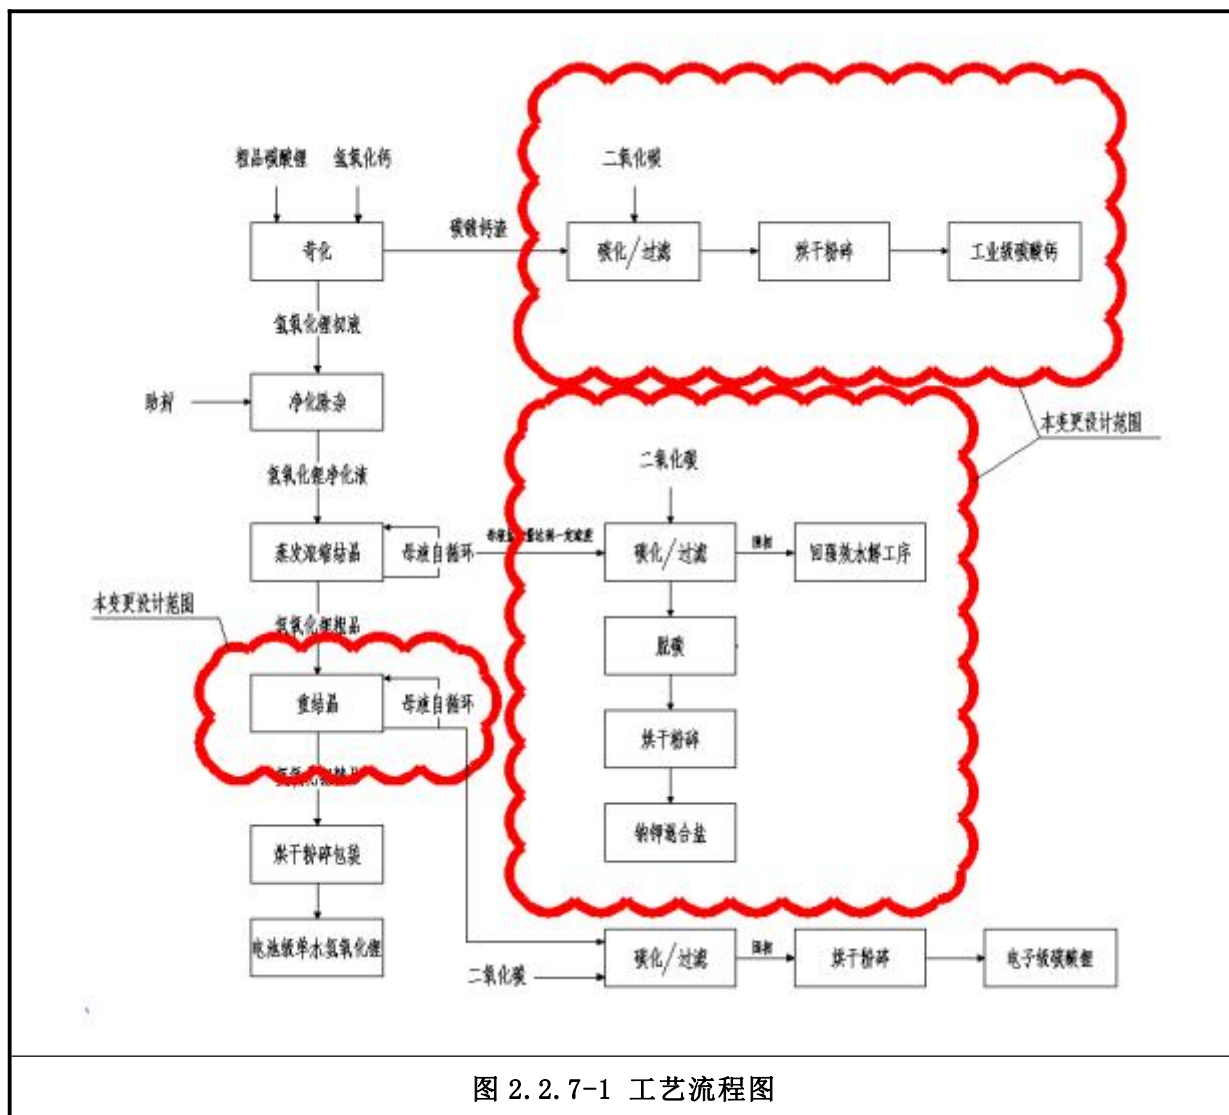 粗品碳酸锂
氢氧化钙
二氧化碳
苛化
碳酸钙渣
碳化/过滤
烘干粉碎
工业级碳酸钙
氢氧化锂初液
助剂
净化除杂
本变更设计范围
氢氧化锂净化液
二氧化碳
蒸发浓缩结晶
母液自循环
碳化/过滤
固相
回强效水解工序
本变更设计范围
氢氧化锂粗品
脱碳
重结晶
母液自循环
烘干粉碎
钠钾混合盐
烘干粉碎包装
电池级单水氢氧化锂
二氧化碳
碳化/过滤
固相
烘干粉碎
电子级碳酸锂
图 2.2.7-1 工艺流程图